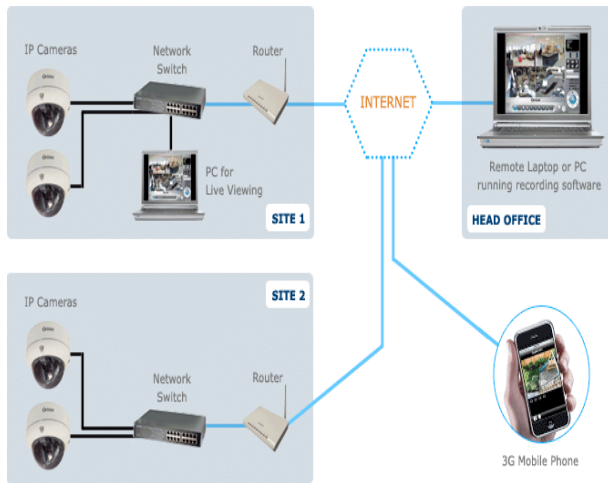 IP Cameras
Network
Switch
Router
INTERNET
PC for
Live Viewing
SITE 1
Remote Laptop or PC
running recording software
HEAD OFFICE
IP Cameras
SITE 2
Network
Switch
Router
3G Mobile Phone